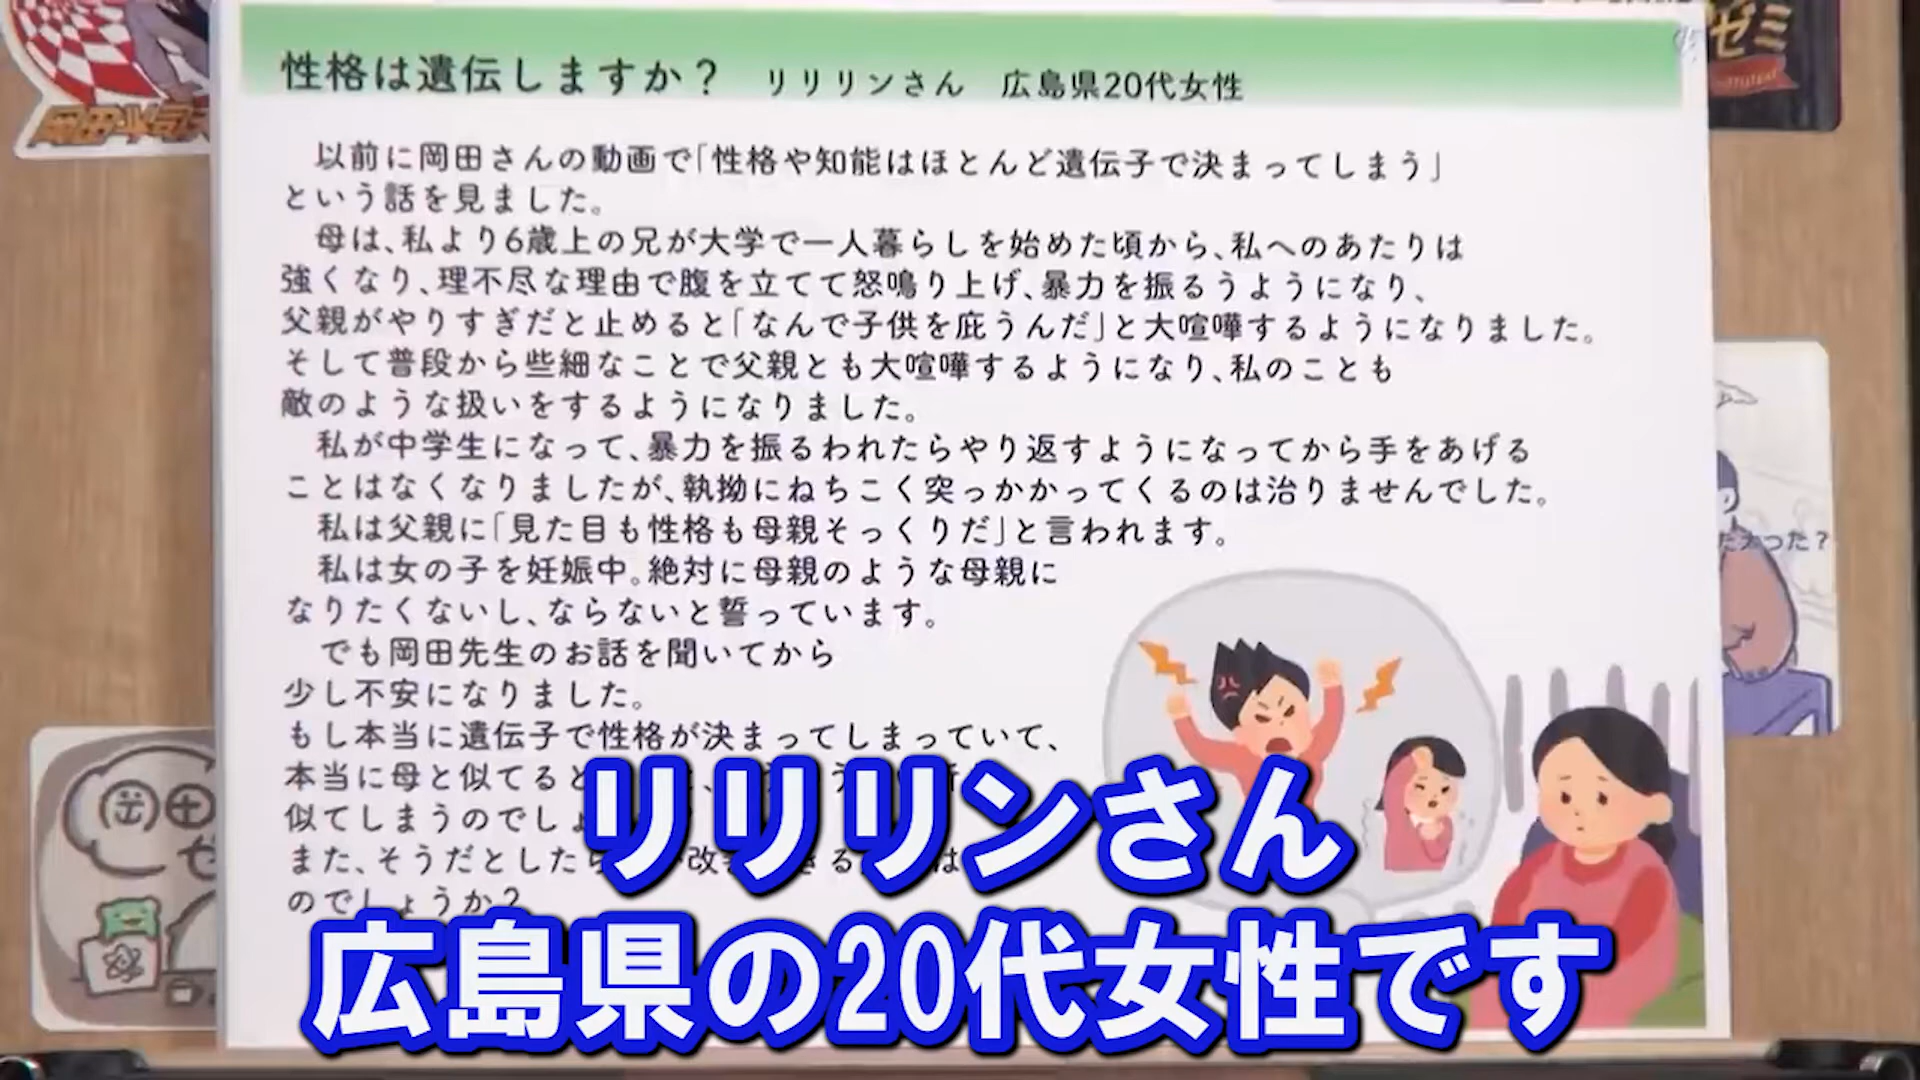 性格は遺伝しますか？ リリリンさん 広島県20代女性
以前に岡田さんの動画で「性格や知能はほとんど遺伝子で決まってしまう」
という話を見ました。
母は、私より6歳上の兄が大学で一人暮らしを始めた頃から、私へのあたりは
強くなり、理不尽な理由で腹を立てて怒鳴り上げ、暴力を振るうようになり、
父親がやりすぎだと止めると「なんで子供を庇うんだ」と大喧嘩するようになりました。
そして普段から些細なことで父親とも大喧嘩するようになり、私のことも
敵のような扱いをするようになりました。
私が中学生になって、暴力を振るわれたらやり返すようになってから手をあげる
ことはなくなりましたが、執拗にねちこく突っかかってくるのは治りませんでした。
私は父親に「見た目も性格も母親そっくりだ」と言われます。
私は女の子を妊娠中。絶対に母親のような母親に
なりたくないし、ならないと誓っています。
でも岡田先生のお話を聞いてから
少し不安になりました。
もし本当に遺伝子で性格が決まってしまっていて、
本当に母と似てると
似てしまうのでしょ
また、そうだとしたら
のでしょうか？
リリリンさん
広島県の20代女性です
岡田斗司夫
ゼミ
岡田
ゼ
った？